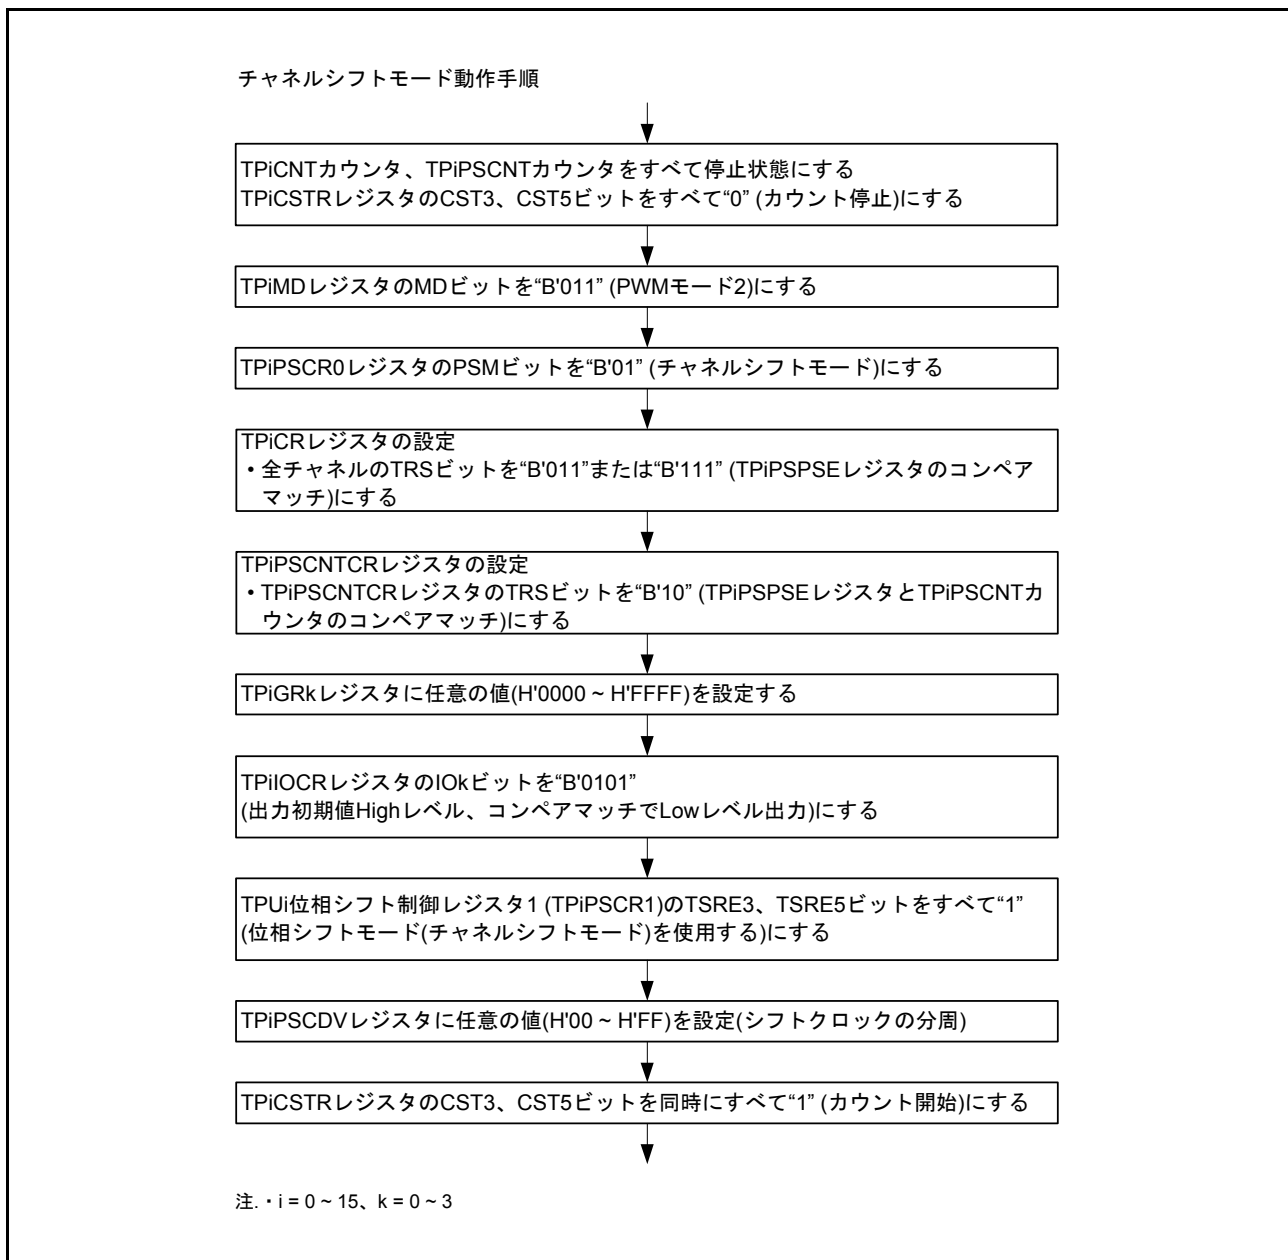 チャネルシフトモード動作手順
TPiCNTカウンタ、TPiPSCNTカウンタをすべて停止状態にする
TPiCSTRレジスタのCST3、CST5ビットをすべて“0” (カウント停止)にする
TPiMDレジスタのMDビットを“B'011” (PWMモード2)にする
TPiPSCR0レジスタのPSMビットを“B'01” (チャネルシフトモード)にする
TPiCRレジスタの設定
• 全チャネルのTRSビットを“B'011”または“B'111” (TPiPSPSEレジスタのコンペア
マッチ)にする
TPiPSCNTCRレジスタの設定
• TPiPSCNTCRレジスタのTRSビットを“B'10” (TPiPSPSEレジスタとTPiPSCNTカ
ウンタのコンペアマッチ)にする
TPiGRkレジスタに任意の値(H'0000 ~ H'FFFF)を設定する
TPiIOCRレジスタのIOkビットを“B'0101”
(出力初期値Highレベル、コンペアマッチでLowレベル出力)にする
TPUi位相シフト制御レジスタ1 (TPiPSCR1)のTSRE3、TSRE5ビットをすべて“1”
(位相シフトモード(チャネルシフトモード)を使用する)にする
TPiPSCDVレジスタに任意の値(H'00 ~ H'FF)を設定(シフトクロックの分周)
TPiCSTRレジスタのCST3、CST5ビットを同時にすべて“1” (カウント開始)にする
注.・i = 0 ~ 15、k = 0 ~ 3